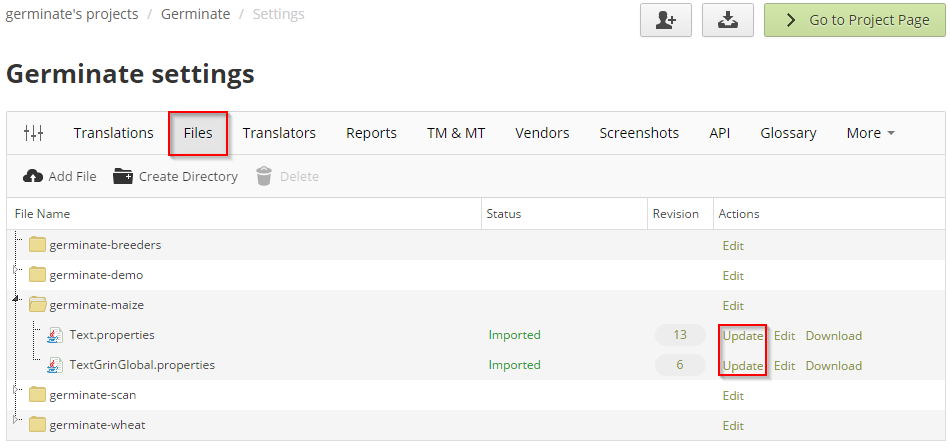 germinate's projects / Germinate / Settings
Go to Project Page
Germinate settings
Translations Files Translators Reports TM & MT Vendors Screenshots API Glossary More
Add File Create Directory Delete
File Name Status Revision Actions
germinate-breeders Edit
germinate-demo Edit
germinate-maize Edit
Text.properties Imported 13 Update Edit Download
TextGrinGlobal.properties Imported 6 Update Edit Download
germinate-scan Edit
germinate-wheat Edit